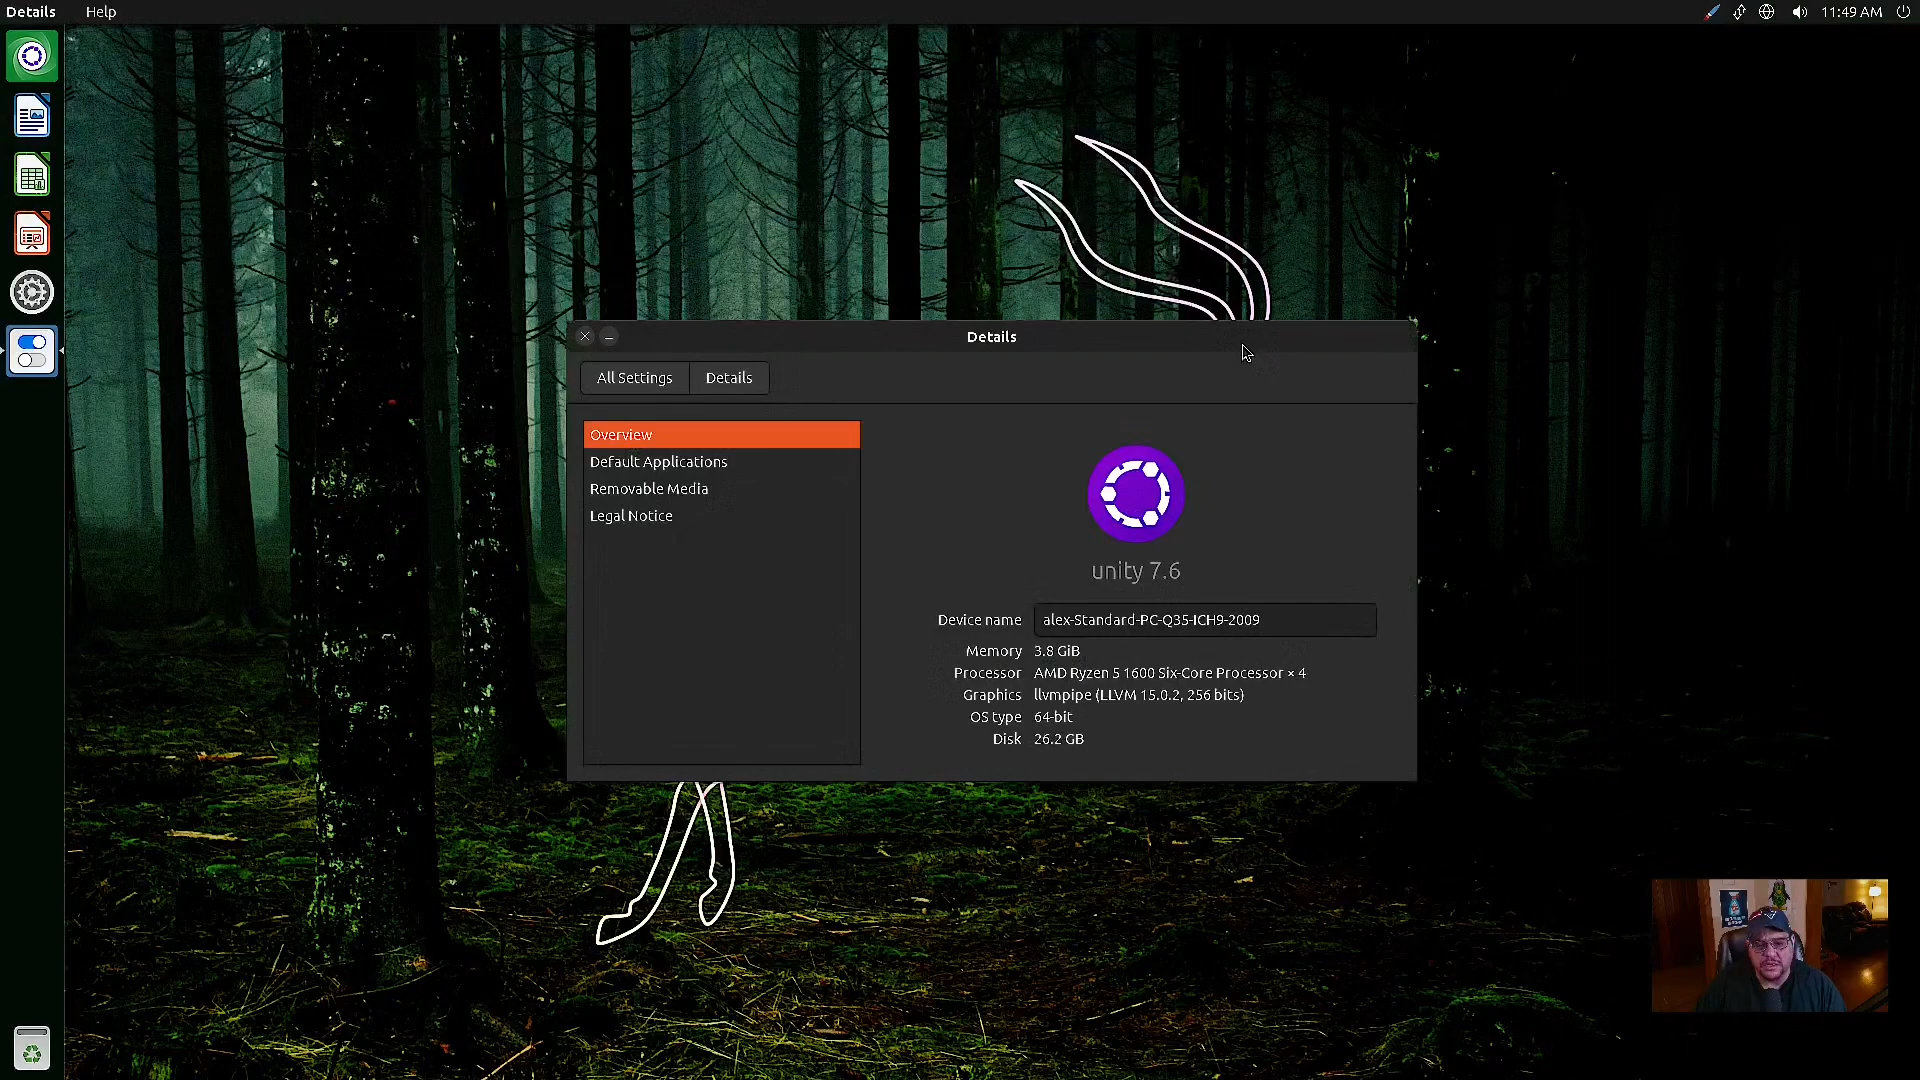 Details Help 11:49 AM
Details
All Settings Details
Overview
Default Applications
Removable Media
Legal Notice
unity 7.6
Device name alex-Standard-PC-Q35-ICH9-2009
Memory 3.8 GiB
Processor AMD Ryzen 5 1600 Six-Core Processor × 4
Graphics llvmpipe (LLVM 15.0.2, 256 bits)
OS type 64-bit
Disk 26.2 GB